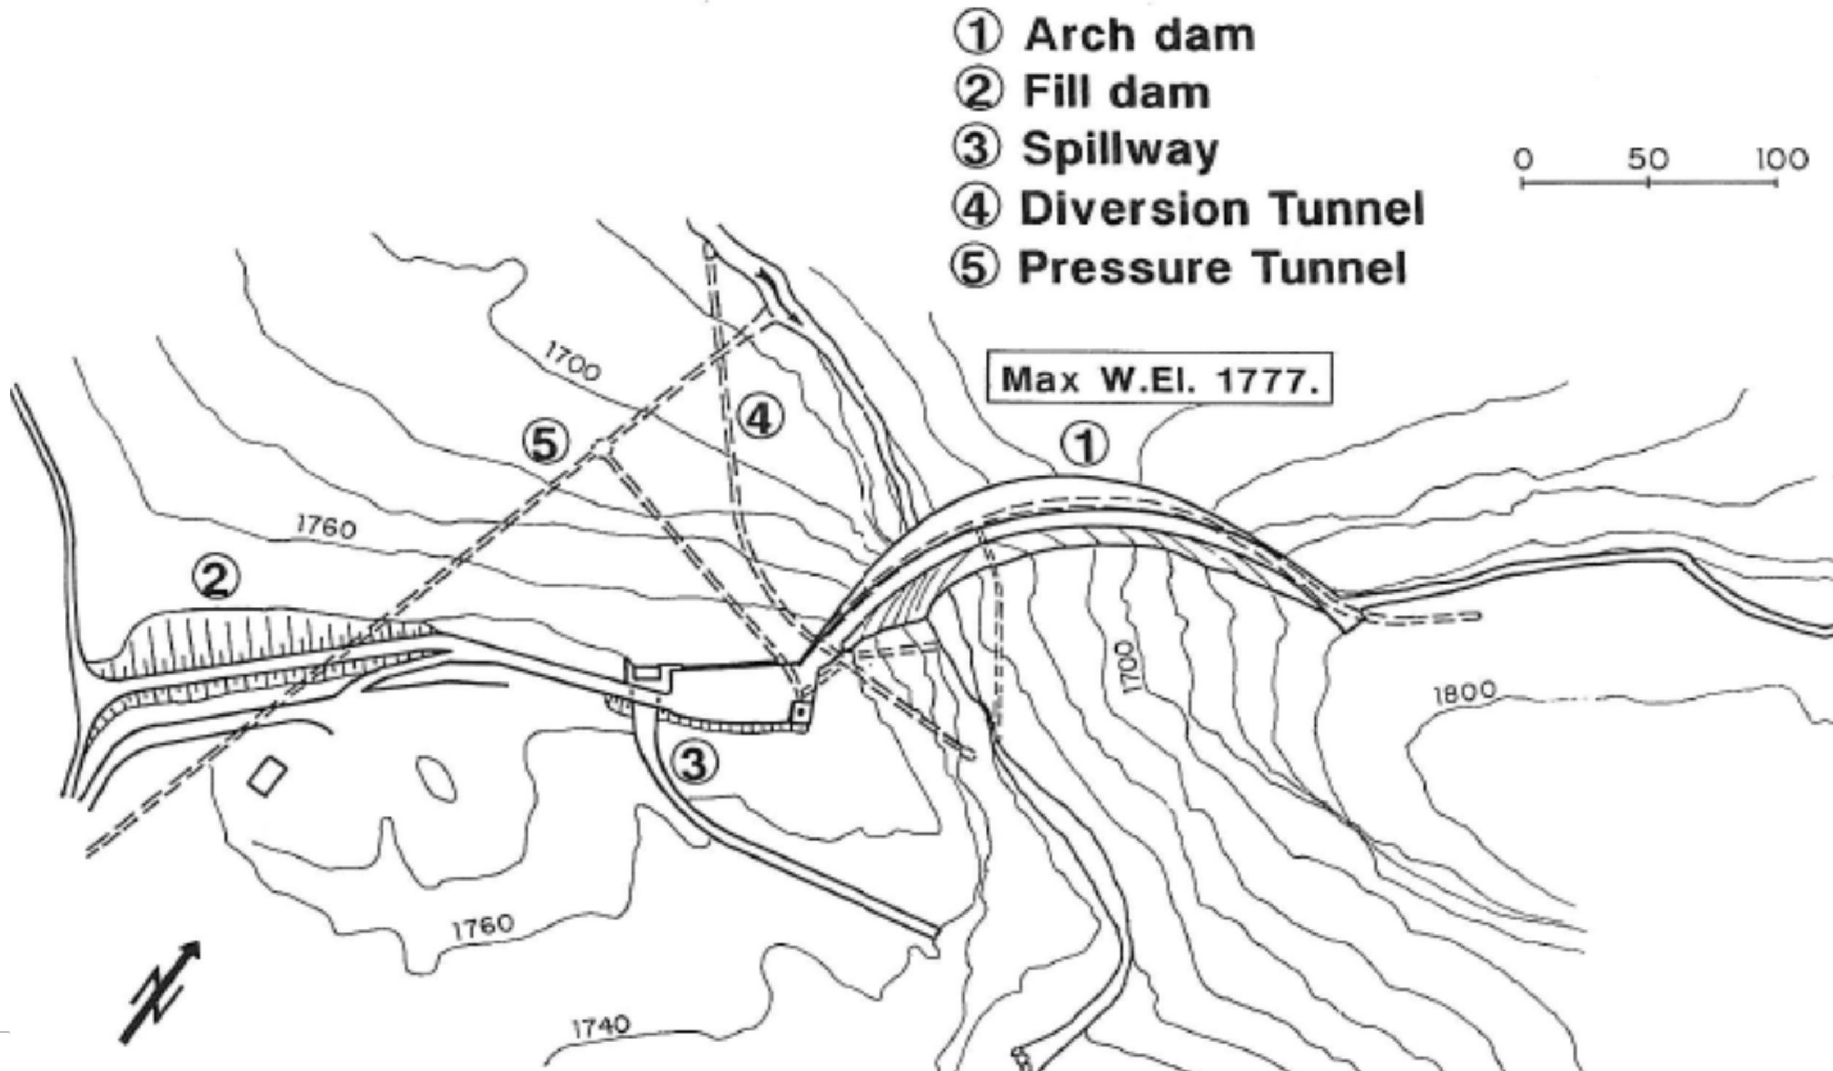 ① Arch dam
② Fill dam
③ Spillway
④ Diversion Tunnel
⑤ Pressure Tunnel
0 50 100
Max W.El. 1777.
1700
④
⑤
①
1760
②
1700
1800
③
1760
N
1740